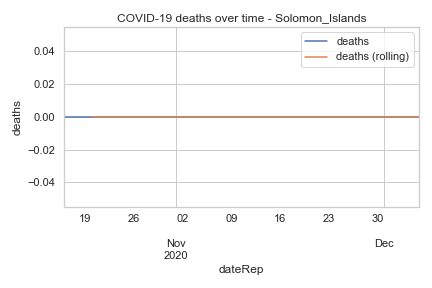 COVID-19 deaths over time - Solomon_Islands
deaths
deaths (rolling)
0.04
0.02
0.00
−0.02
−0.04
deaths
19 26 02 09 16 23 30
Nov Dec
2020
dateRep